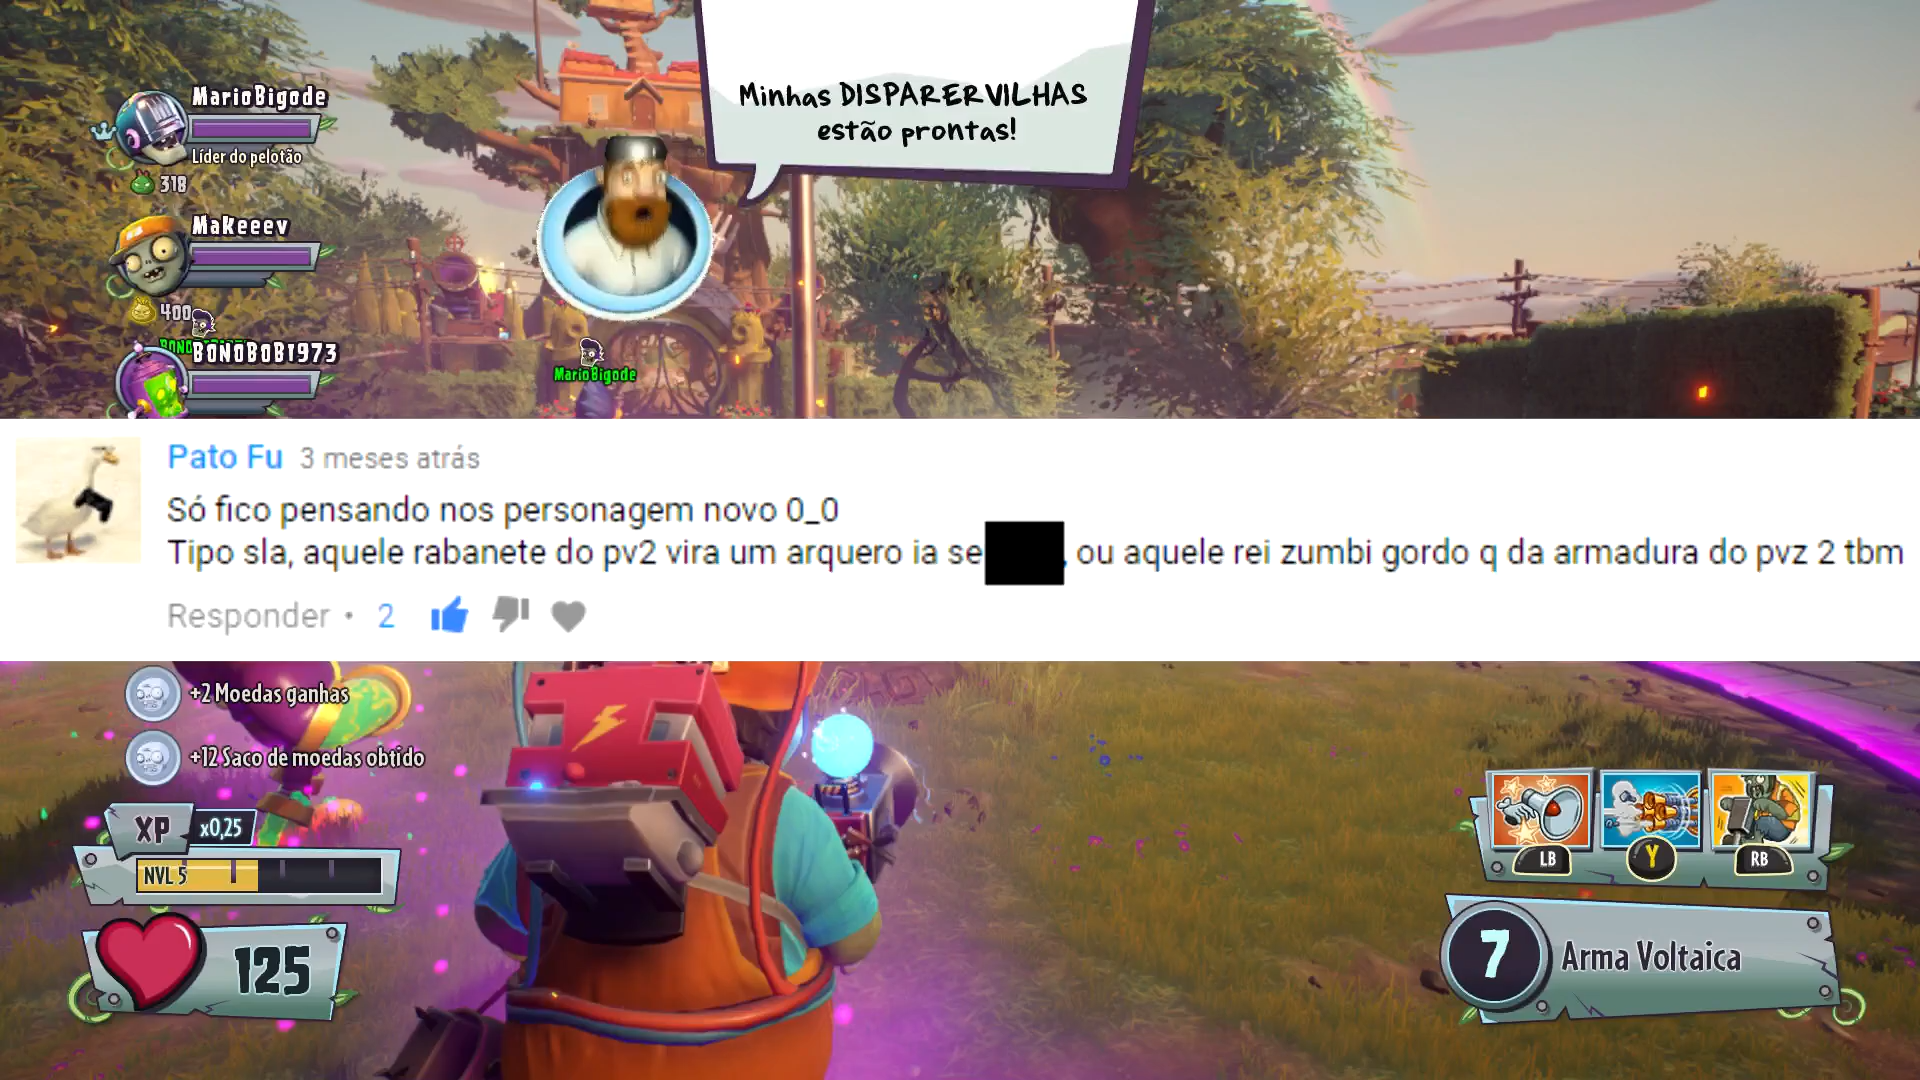 Minhas DISPARERVILHAS
estão prontas!
MarioBigode
Líder do pelotão
318
Makeeev
400
BONOBOB1973
MarioBigode
Pato Fu 3 meses atrás
Só fico pensando nos personagem novo 0_0
Tipo sla, aquele rabanete do pv2 vira um arquero ia se , ou aquele rei zumbi gordo q da armadura do pvz 2 tbm
Responder • 2
+2 Moedas ganhas
+12 Saco de moedas obtido
XP x0,25
NVL 5
125
LB Y RB
7 Arma Voltaica